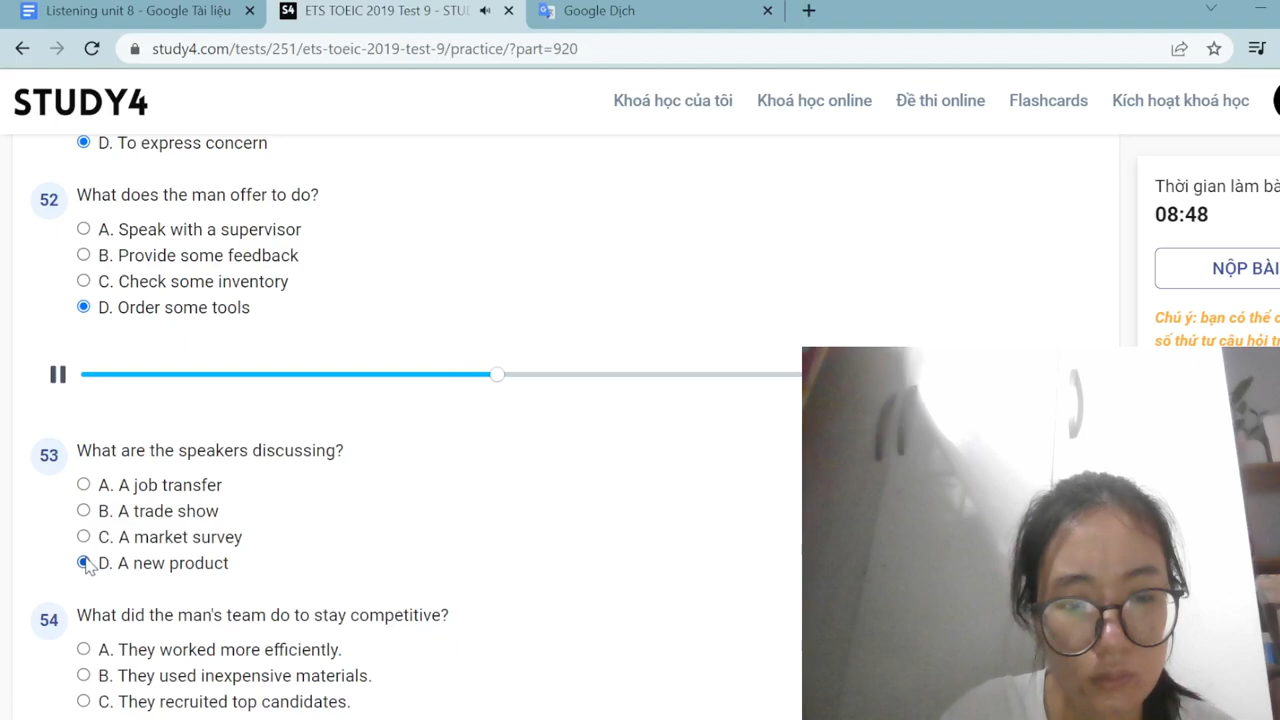 Listening unit 8 - Google Tài liệu
S4 ETS TOEIC 2019 Test 9 - STUD
Google Dịch
study4.com/tests/251/ets-toeic-2019-test-9/practice/?part=920
STUDY4
Khoá học của tôi
Khoá học online
Đề thi online
Flashcards
Kích hoạt khoá học
D. To express concern
52 What does the man offer to do?
A. Speak with a supervisor
B. Provide some feedback
C. Check some inventory
D. Order some tools
53 What are the speakers discussing?
A. A job transfer
B. A trade show
C. A market survey
D. A new product
54 What did the man's team do to stay competitive?
A. They worked more efficiently.
B. They used inexpensive materials.
C. They recruited top candidates.
Thời gian làm bà
08:48
NỘP BÀI
Chú ý: bạn có thể c
số thứ tự câu hỏi tr